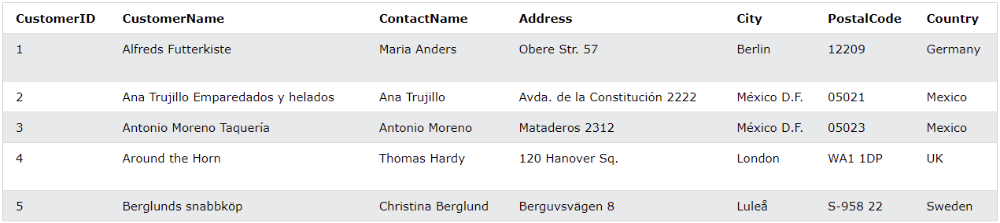 CustomerID CustomerName ContactName Address City PostalCode Country
1 Alfreds Futterkiste Maria Anders Obere Str. 57 Berlin 12209 Germany
2 Ana Trujillo Emparedados y helados Ana Trujillo Avda. de la Constitución 2222 México D.F. 05021 Mexico
3 Antonio Moreno Taquería Antonio Moreno Mataderos 2312 México D.F. 05023 Mexico
4 Around the Horn Thomas Hardy 120 Hanover Sq. London WA1 1DP UK
5 Berglunds snabbköp Christina Berglund Berguvsvägen 8 Luleå S-958 22 Sweden